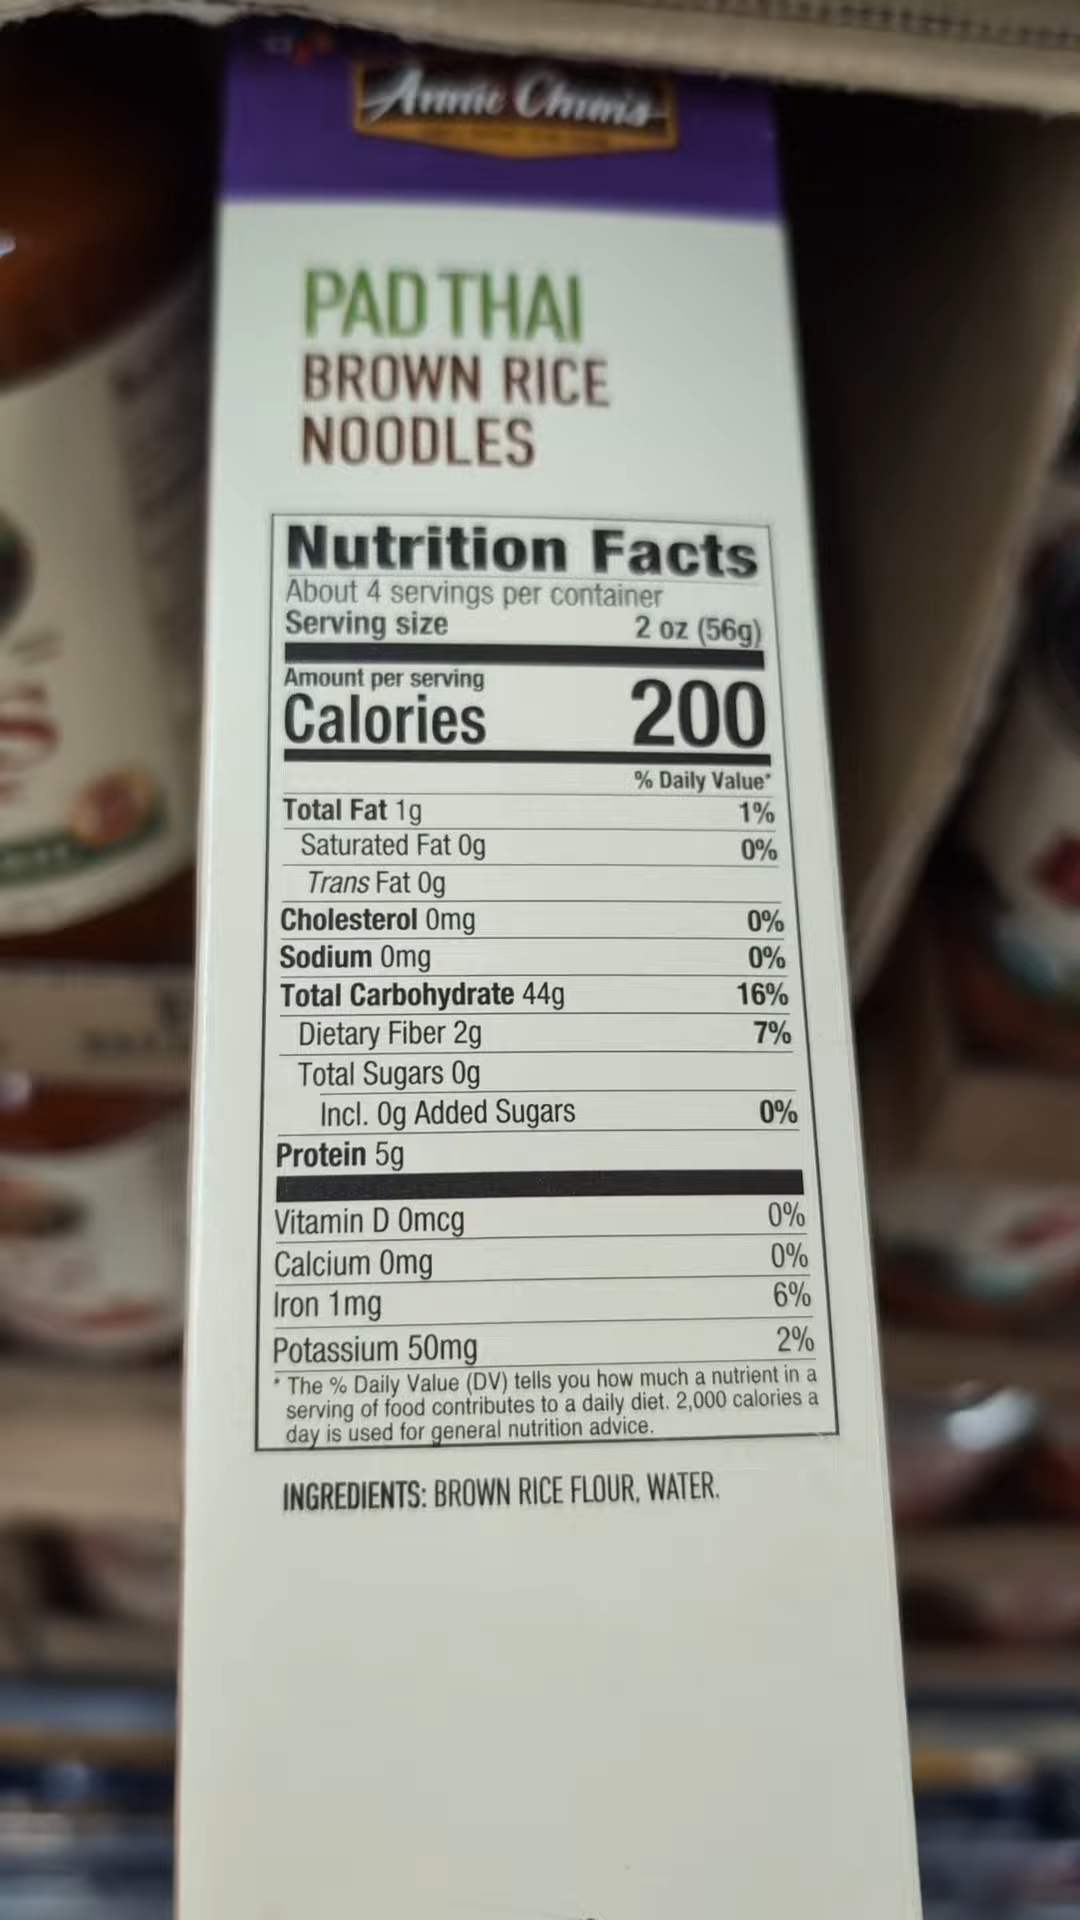 Annie Chun's
PAD THAI
BROWN RICE
NOODLES
Nutrition Facts
About 4 servings per container
Serving size 2 oz (56g)
Amount per serving
Calories 200
% Daily Value*
Total Fat 1g 1%
Saturated Fat 0g 0%
Trans Fat 0g
Cholesterol 0mg 0%
Sodium 0mg 0%
Total Carbohydrate 44g 16%
Dietary Fiber 2g 7%
Total Sugars 0g
Incl. 0g Added Sugars 0%
Protein 5g
Vitamin D 0mcg 0%
Calcium 0mg 0%
Iron 1mg 6%
Potassium 50mg 2%
* The % Daily Value (DV) tells you how much a nutrient in a
serving of food contributes to a daily diet. 2,000 calories a
day is used for general nutrition advice.
INGREDIENTS: BROWN RICE FLOUR, WATER.